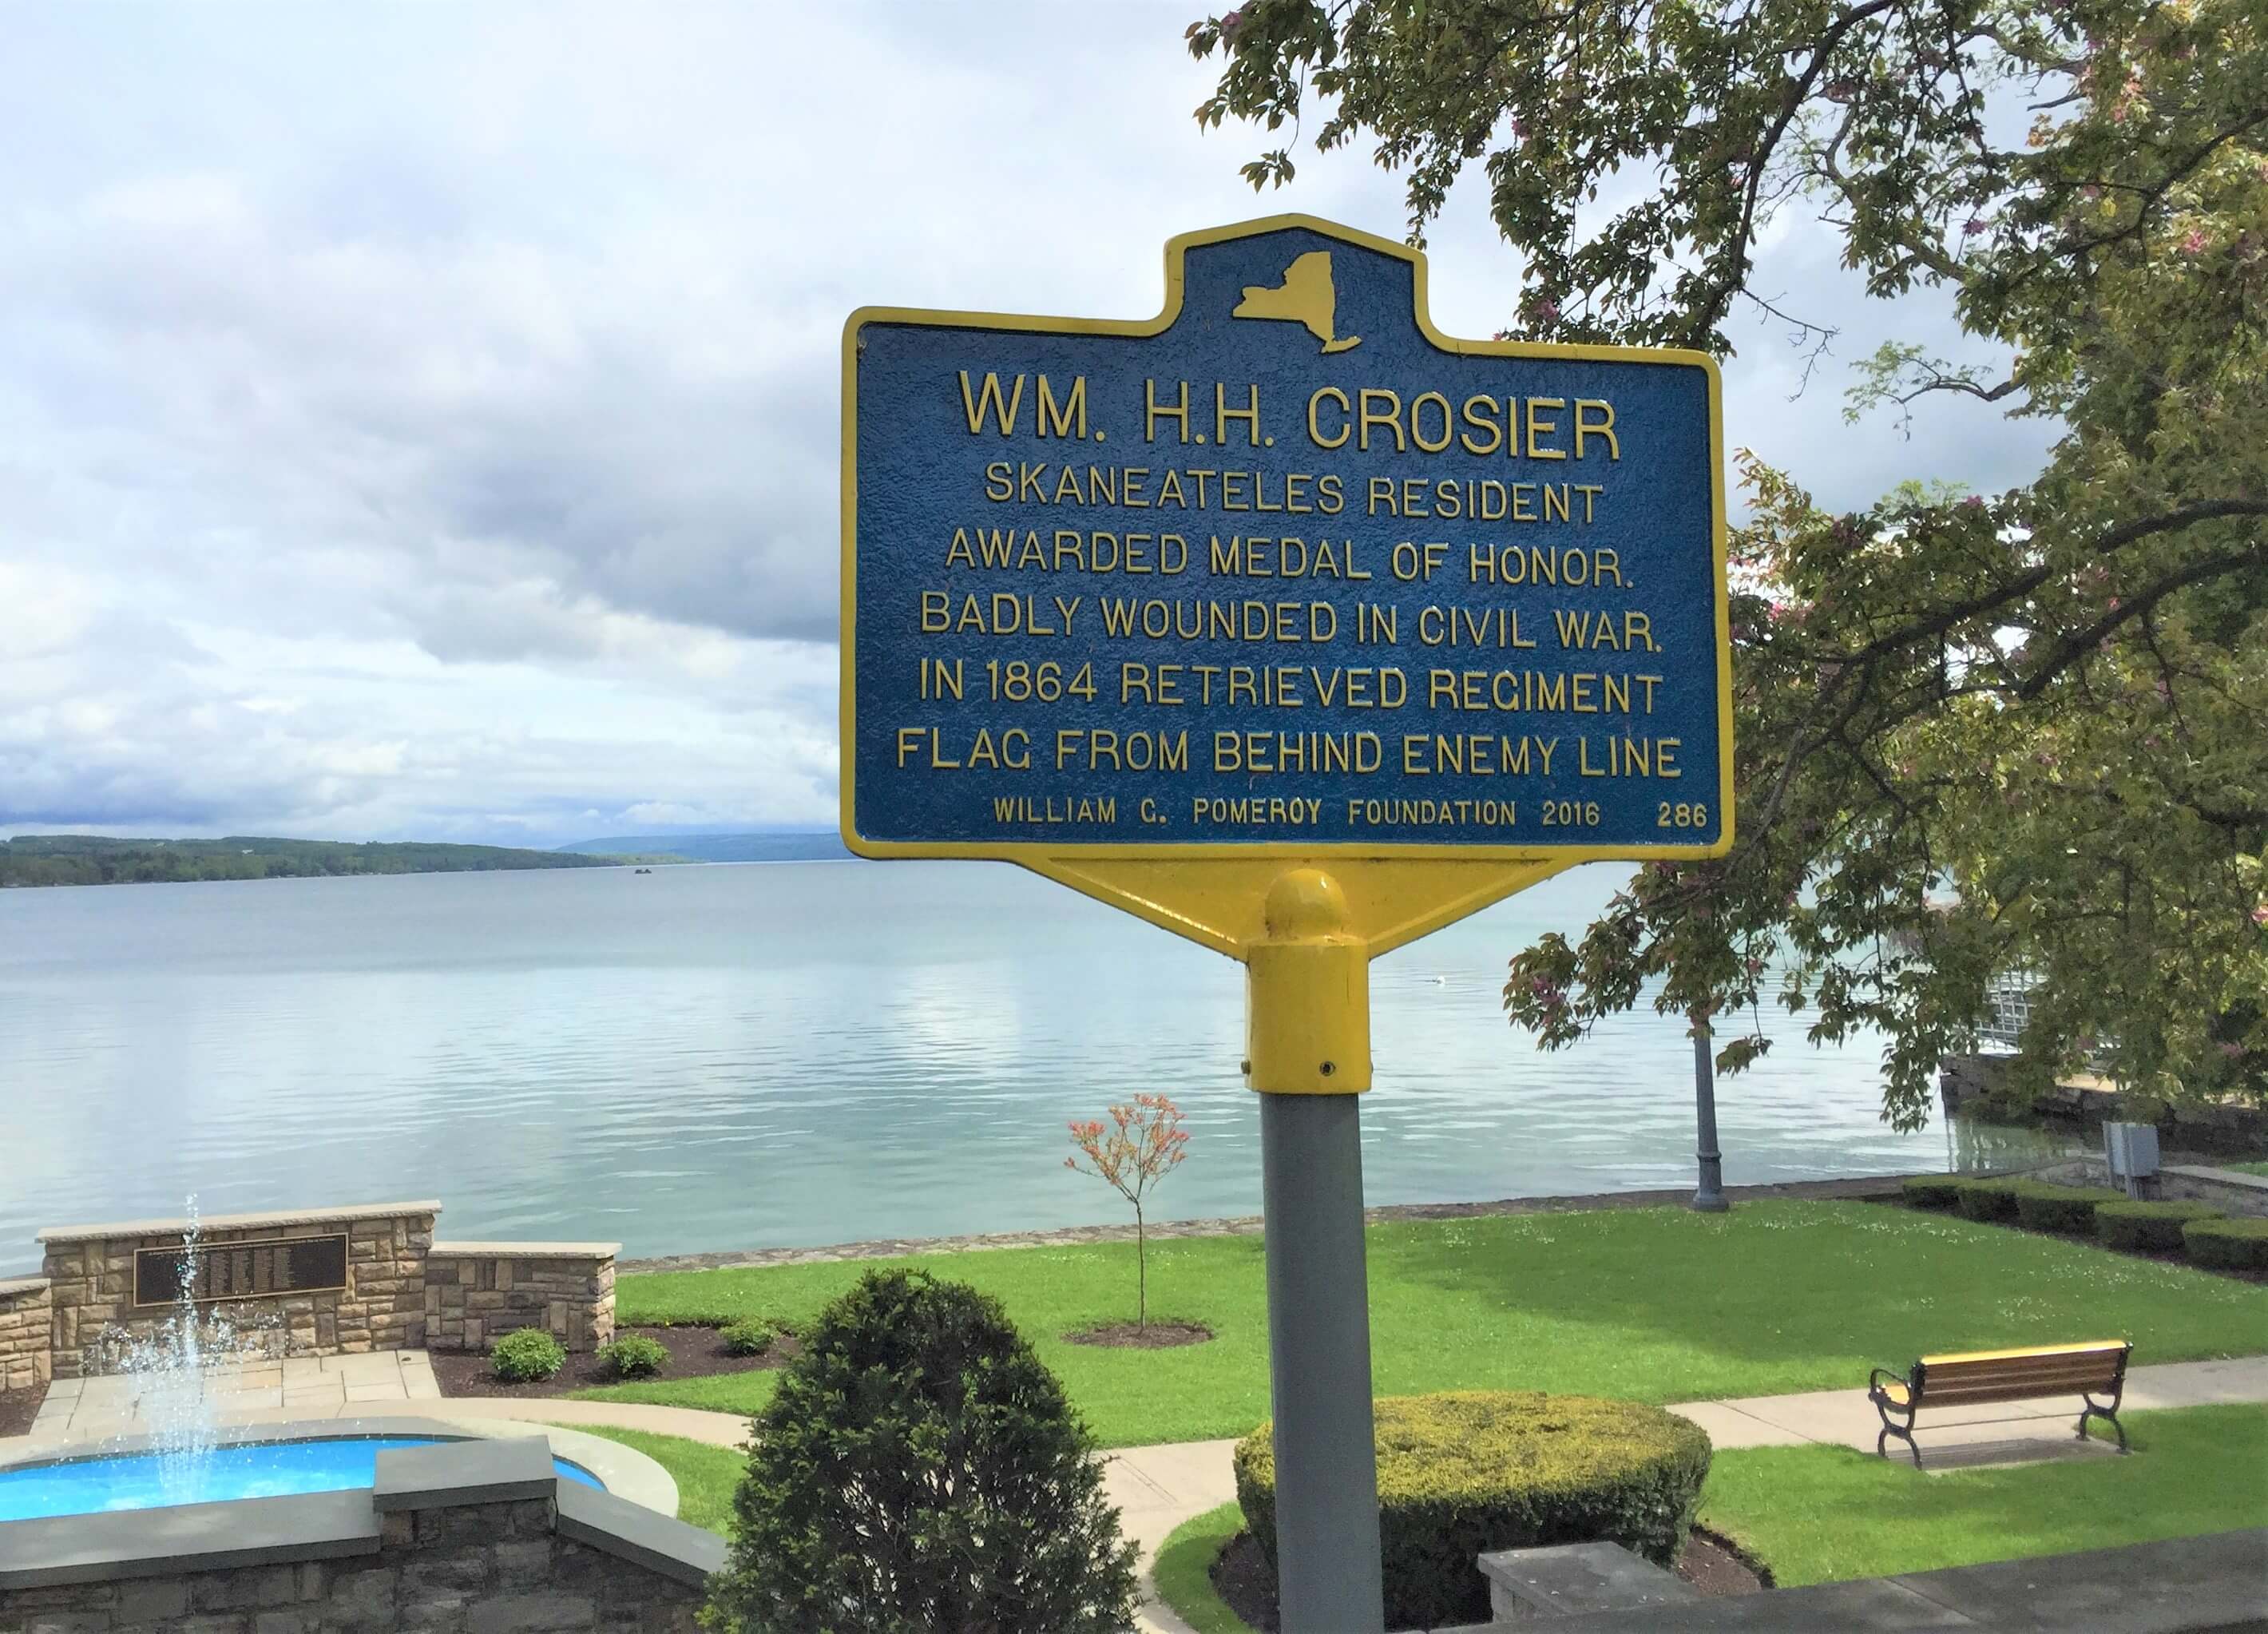 WM. H.H. CROSIER
SKANEATELES RESIDENT
AWARDED MEDAL OF HONOR.
BADLY WOUNDED IN CIVIL WAR.
IN 1864 RETRIEVED REGIMENT
FLAG FROM BEHIND ENEMY LINE
WILLIAM G. POMEROY FOUNDATION 2016 286